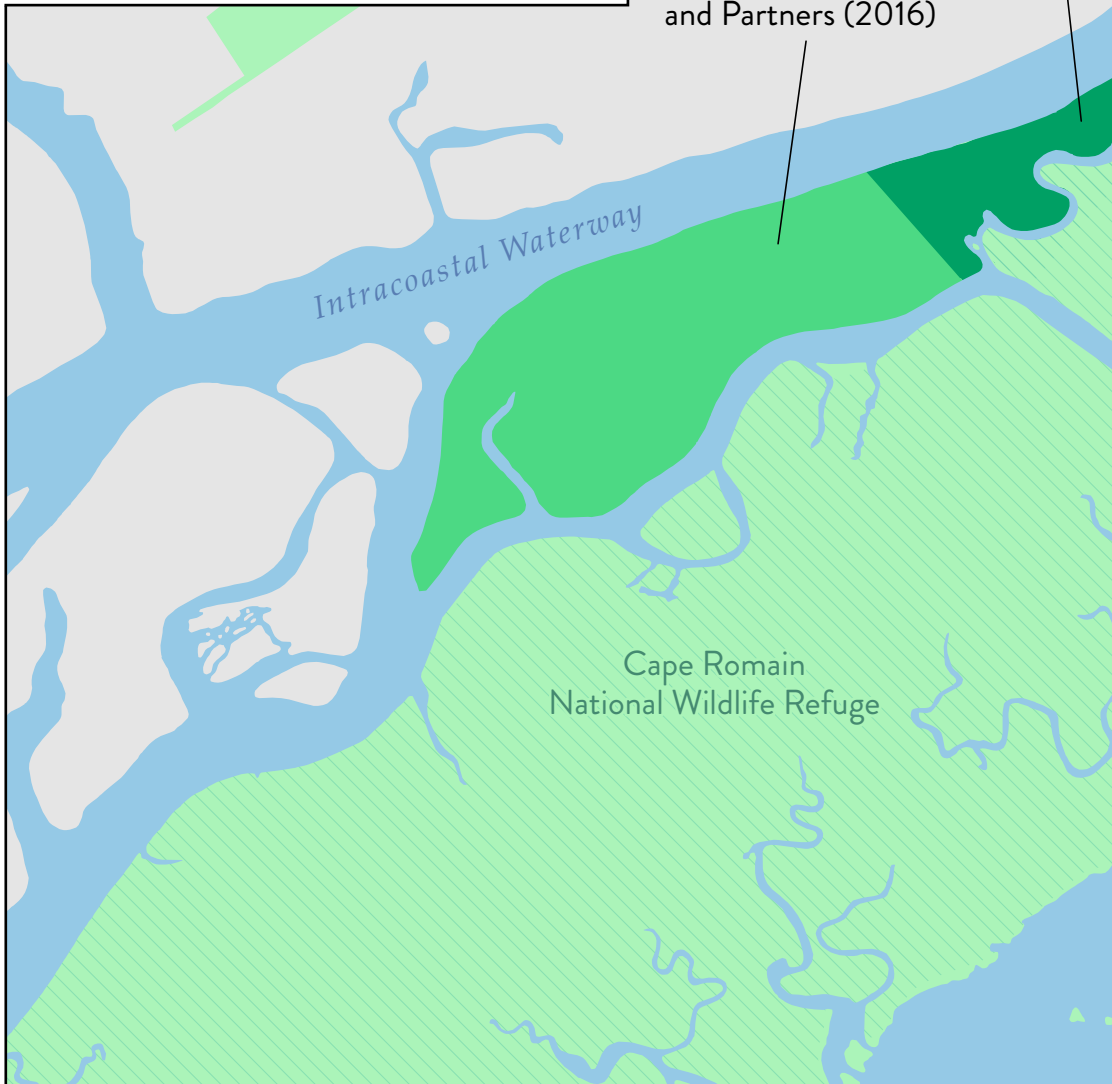 and Partners (2016)
Intracoastal Waterway
Cape Romain
National Wildlife Refuge